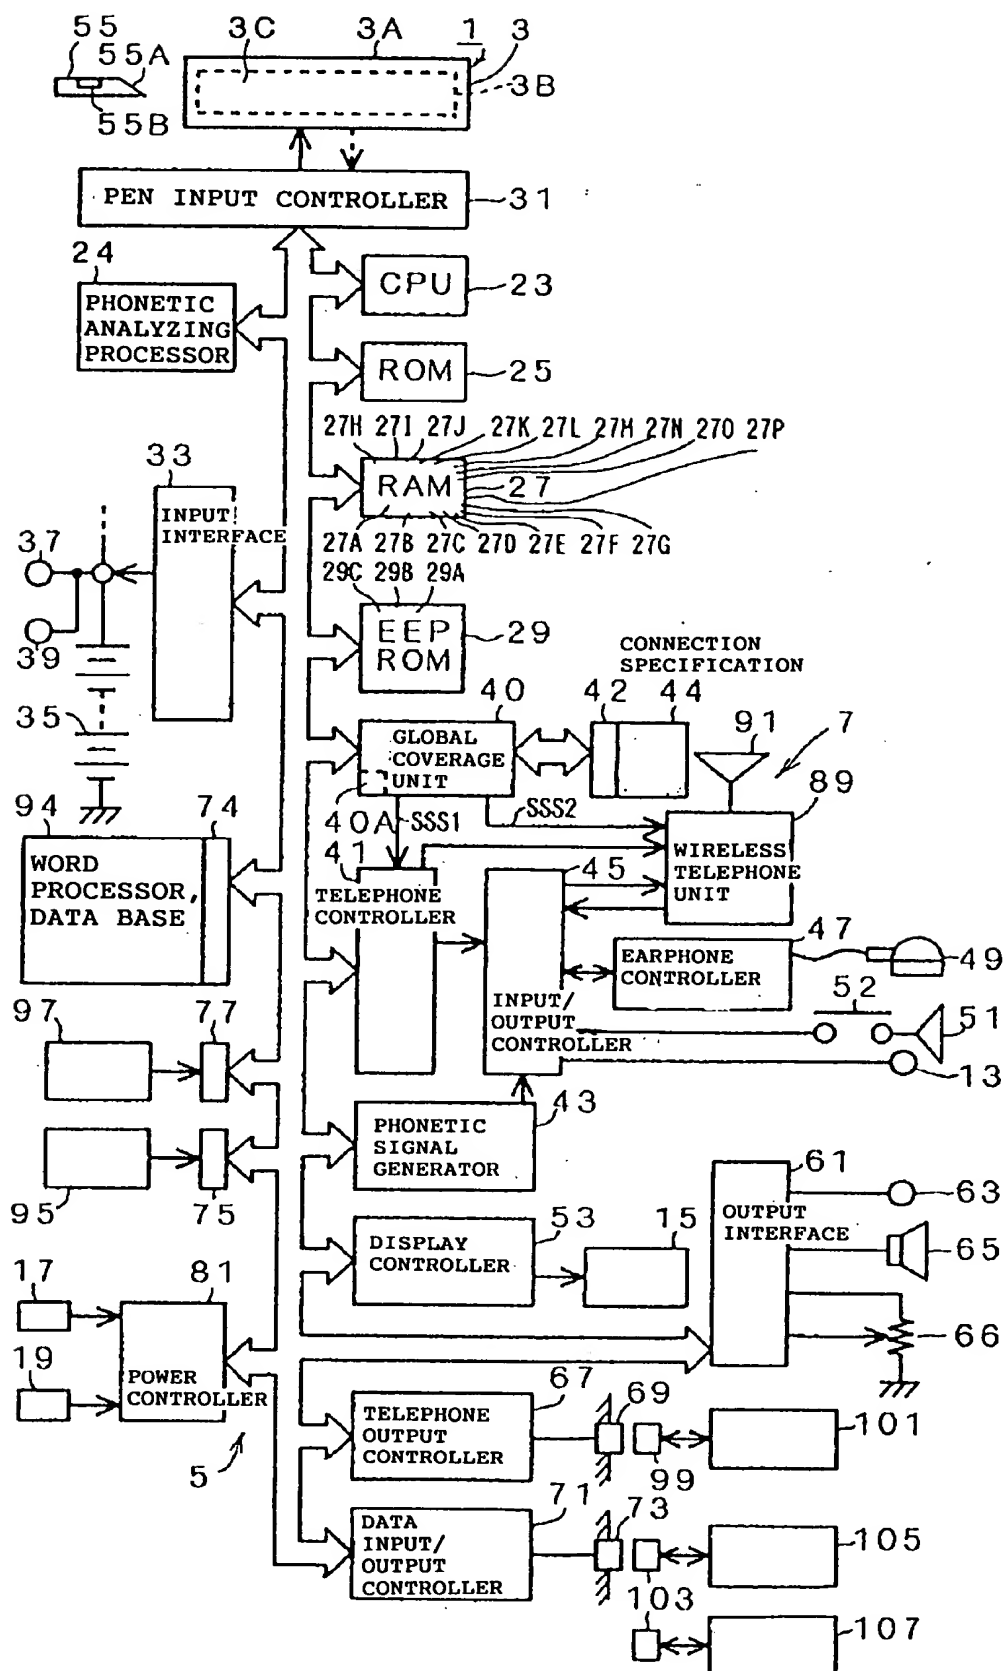 55
55A
55B
3C
3A
1
3
3B
PEN INPUT CONTROLLER
31
24
PHONETIC
ANALYZING
PROCESSOR
CPU
23
ROM
25
27H 27I 27J 27K 27L 27M 27N 27O 27P
RAM
27
27A 27B 27C 27D 27E 27F 27G
33
INPUT
INTERFACE
37
39
35
29C 29B 29A
EEP
ROM
29
CONNECTION
SPECIFICATION
40
42
44
GLOBAL
COVERAGE
UNIT
40A
SSS1
SSS2
91
7
89
WIRELESS
TELEPHONE
UNIT
94
74
WORD
PROCESSOR,
DATA BASE
41
TELEPHONE
CONTROLLER
45
INPUT/
OUTPUT
CONTROLLER
47
EARPHONE
CONTROLLER
49
52
51
13
97
77
95
75
43
PHONETIC
SIGNAL
GENERATOR
61
OUTPUT
INTERFACE
63
65
66
53
DISPLAY
CONTROLLER
15
17
19
81
POWER
CONTROLLER
5
67
TELEPHONE
OUTPUT
CONTROLLER
69
99
101
71
DATA
INPUT/
OUTPUT
CONTROLLER
73
103
105
107